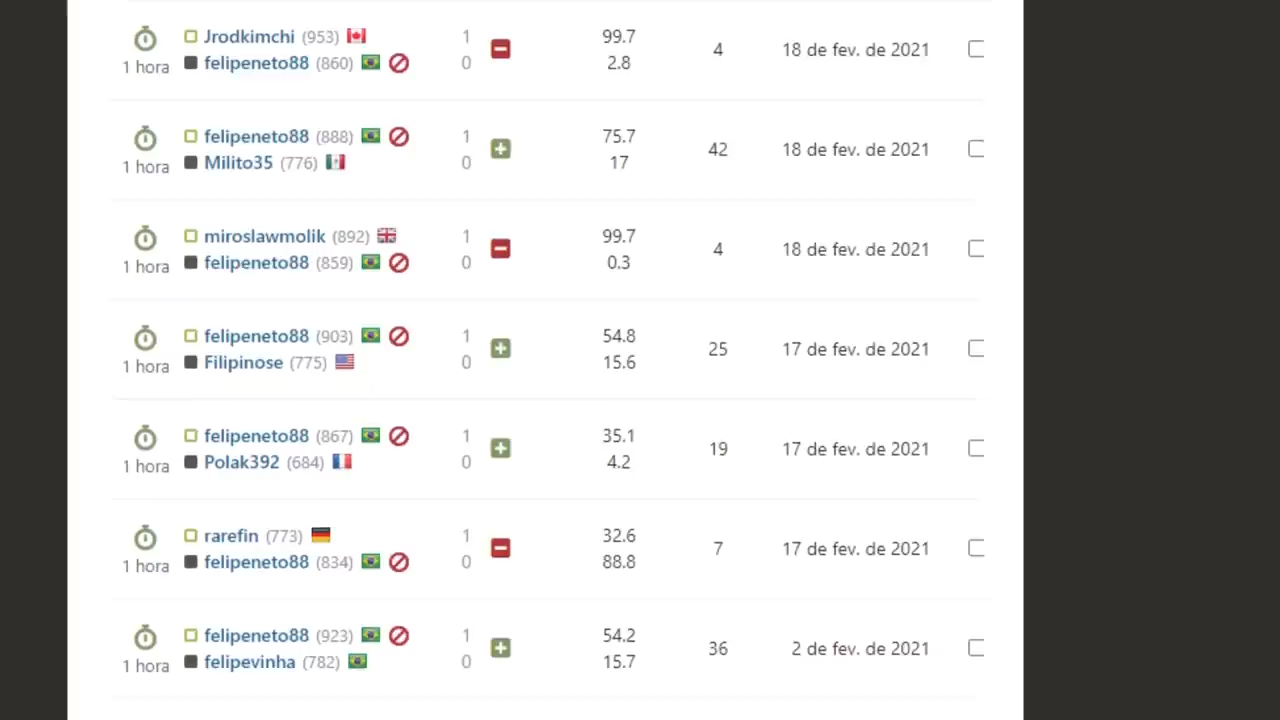 Jrodkimchi (953) 1 99.7
1 hora felipeneto88 (860) 0 2.8 4 18 de fev. de 2021
felipeneto88 (888) 1 75.7
1 hora Milito35 (776) 0 17 42 18 de fev. de 2021
miroslawmolik (892) 1 99.7
1 hora felipeneto88 (859) 0 0.3 4 18 de fev. de 2021
felipeneto88 (903) 1 54.8
1 hora Filipinose (775) 0 15.6 25 17 de fev. de 2021
felipeneto88 (867) 1 35.1
1 hora Polak392 (684) 0 4.2 19 17 de fev. de 2021
rarefin (773) 1 32.6
1 hora felipeneto88 (834) 0 88.8 7 17 de fev. de 2021
felipeneto88 (923) 1 54.2
1 hora felipevinha (782) 0 15.7 36 2 de fev. de 2021